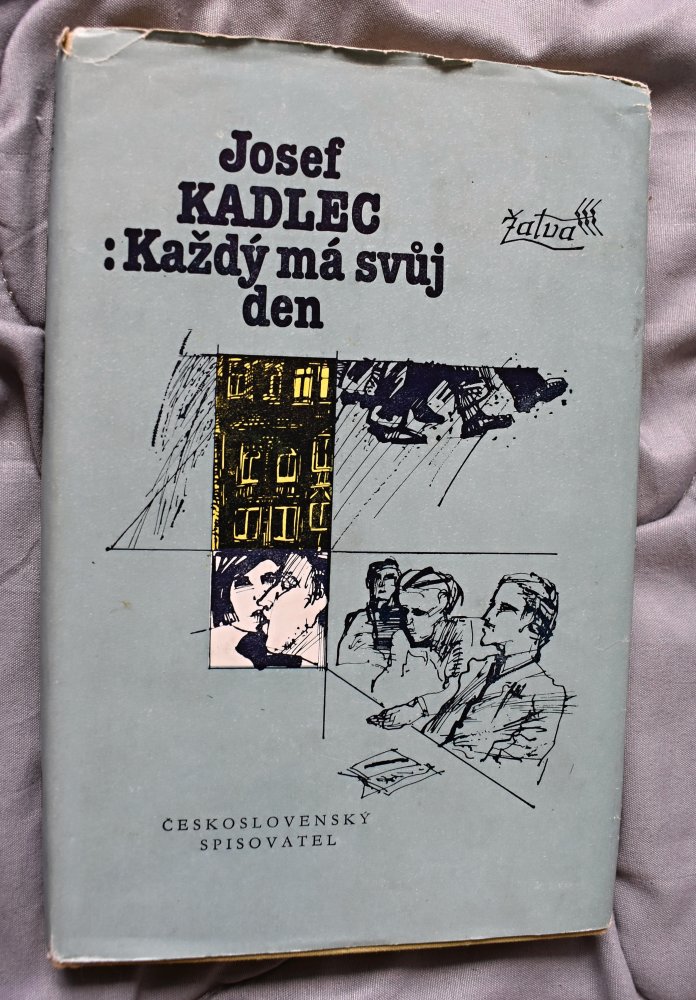 Josef
KADLEC
: Každý má svůj
den
Žatva
ČESKOSLOVENSKÝ
SPISOVATEL